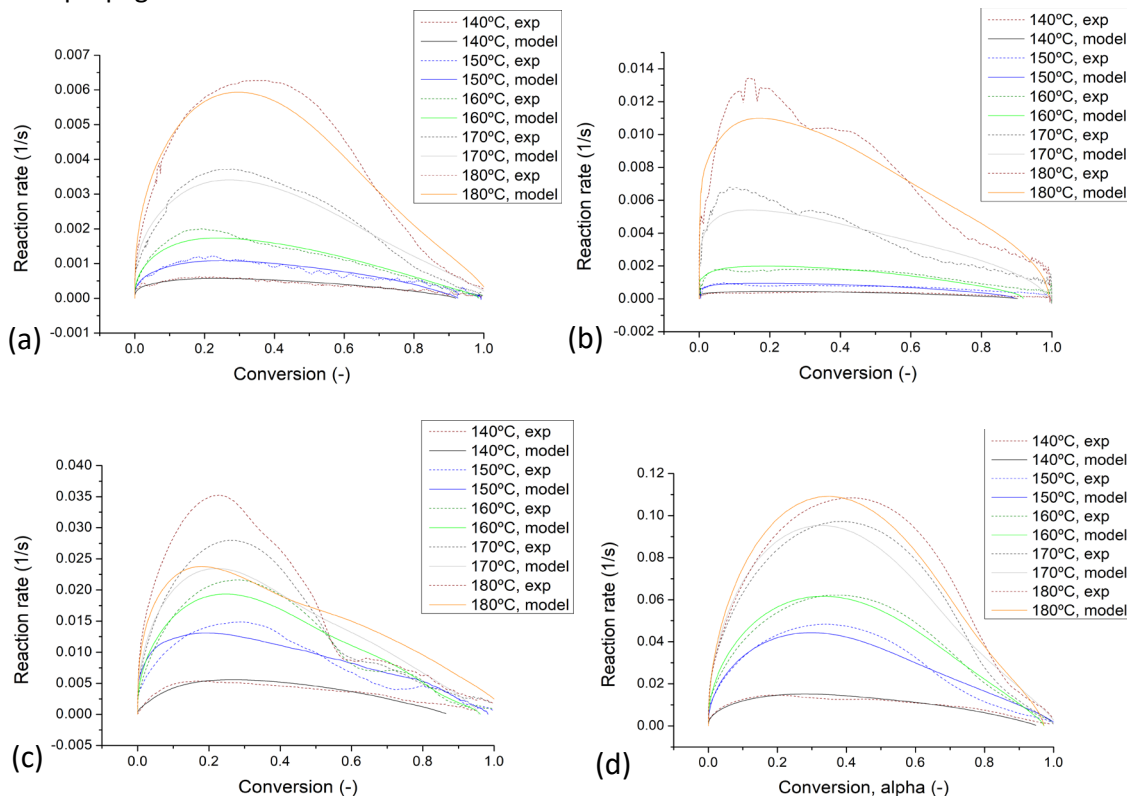 140ºC, exp
140ºC, model
150ºC, exp
150ºC, model
160ºC, exp
160ºC, model
170ºC, exp
170ºC, model
180ºC, exp
180ºC, model
0.007
0.006
0.005
0.004
0.003
0.002
0.001
0.000
-0.001
Reaction rate (1/s)
0.0 0.2 0.4 0.6 0.8 1.0
Conversion (-)
(a)
140ºC, exp
140ºC, model
150ºC, exp
150ºC, model
160ºC, exp
160ºC, model
170ºC, exp
170ºC, model
180ºC, exp
180ºC, model
0.014
0.012
0.010
0.008
0.006
0.004
0.002
0.000
-0.002
Reaction rate (1/s)
0.0 0.2 0.4 0.6 0.8 1.0
Conversion (-)
(b)
140ºC, exp
140ºC, model
150ºC, exp
150ºC, model
160ºC, exp
160ºC, model
170ºC, exp
170ºC, model
180ºC, exp
180ºC, model
0.040
0.035
0.030
0.025
0.020
0.015
0.010
0.005
0.000
-0.005
Reaction rate (1/s)
0.0 0.2 0.4 0.6 0.8 1.0
Conversion (-)
(c)
140ºC, exp
140ºC, model
150ºC, exp
150ºC, model
160ºC, exp
160ºC, model
170ºC, exp
170ºC, model
180ºC, exp
180ºC, model
0.12
0.10
0.08
0.06
0.04
0.02
0.00
Reaction rate (1/s)
0.0 0.2 0.4 0.6 0.8 1.0
Conversion, alpha (-)
(d)